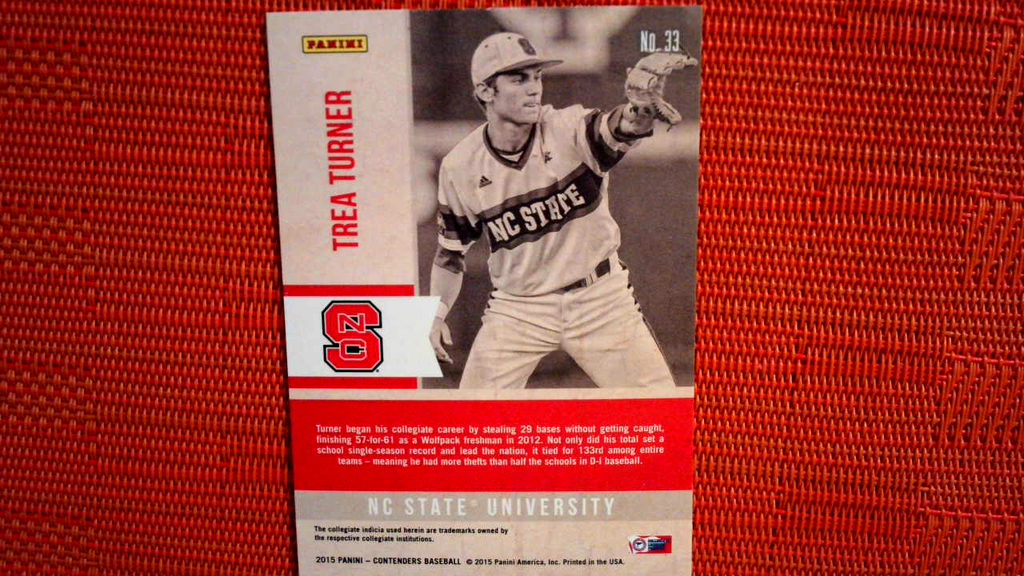 PANINI
No. 33
TREA TURNER
NC STATE
NCS
Turner began his collegiate career by stealing 29 bases without getting caught,
finishing 57-for-61 as a Wolfpack freshman in 2012. Not only did his total set a
school single-season record and lead the nation, it tied for 133rd among entire
teams – meaning he had more thefts than half the schools in D-I baseball.
NC STATE® UNIVERSITY
The collegiate indicia used herein are trademarks owned by
the respective collegiate institutions.
2015 PANINI – CONTENDERS BASEBALL © 2015 Panini America, Inc. Printed in the USA.